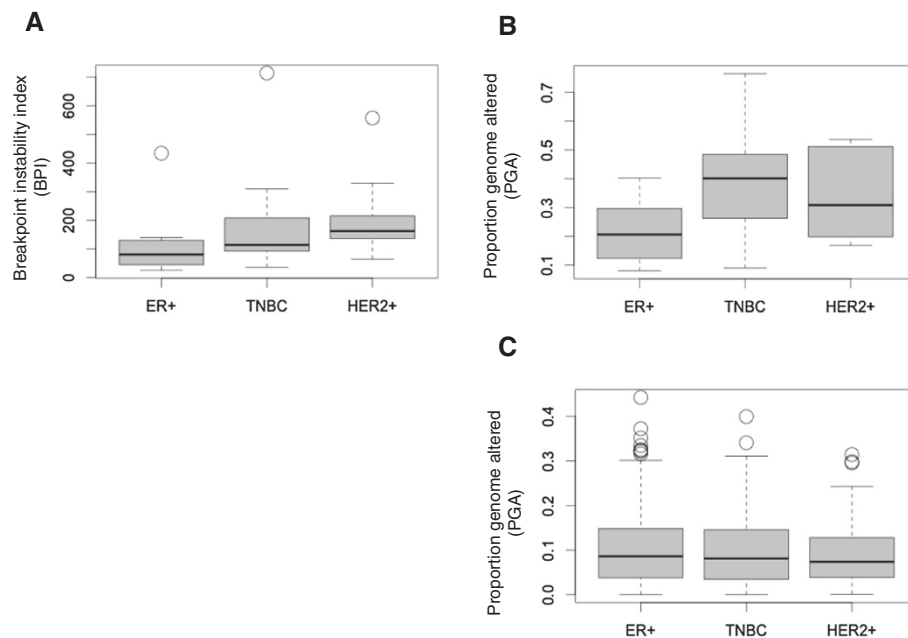 A
Breakpoint instability index
(BPI)
600
400
200
0
ER+ TNBC HER2+
B
Proportion genome altered
(PGA)
0.7
0.5
0.3
0.1
ER+ TNBC HER2+
C
Proportion genome altered
(PGA)
0.4
0.3
0.2
0.1
0.0
ER+ TNBC HER2+